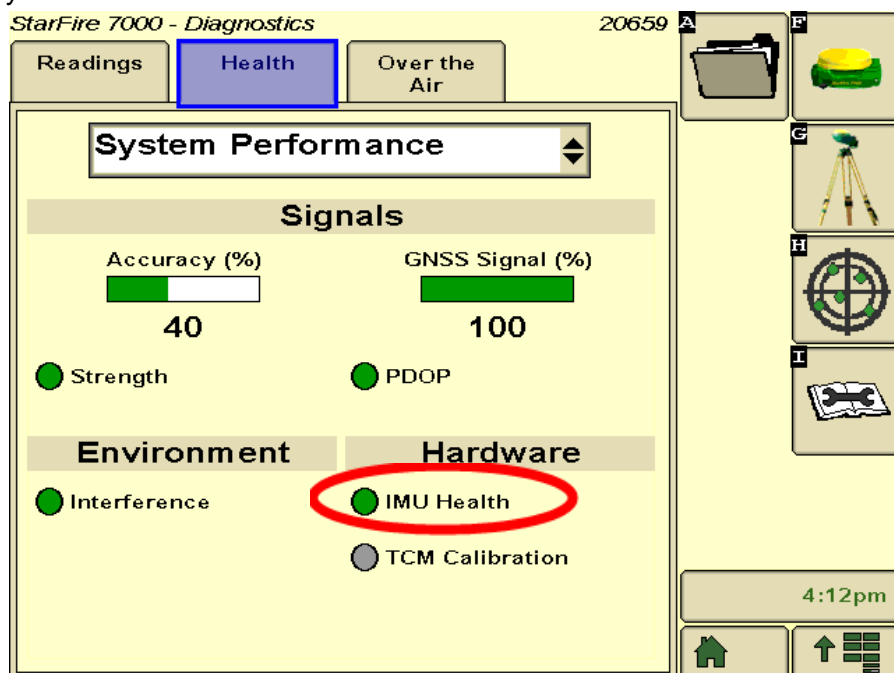 StarFire 7000 - Diagnostics
20659
A
F
Readings
Health
Over the
Air
System Performance
G
Signals
Accuracy (%)
GNSS Signal (%)
H
40
100
Strength
PDOP
I
Environment
Hardware
Interference
IMU Health
TCM Calibration
4:12pm